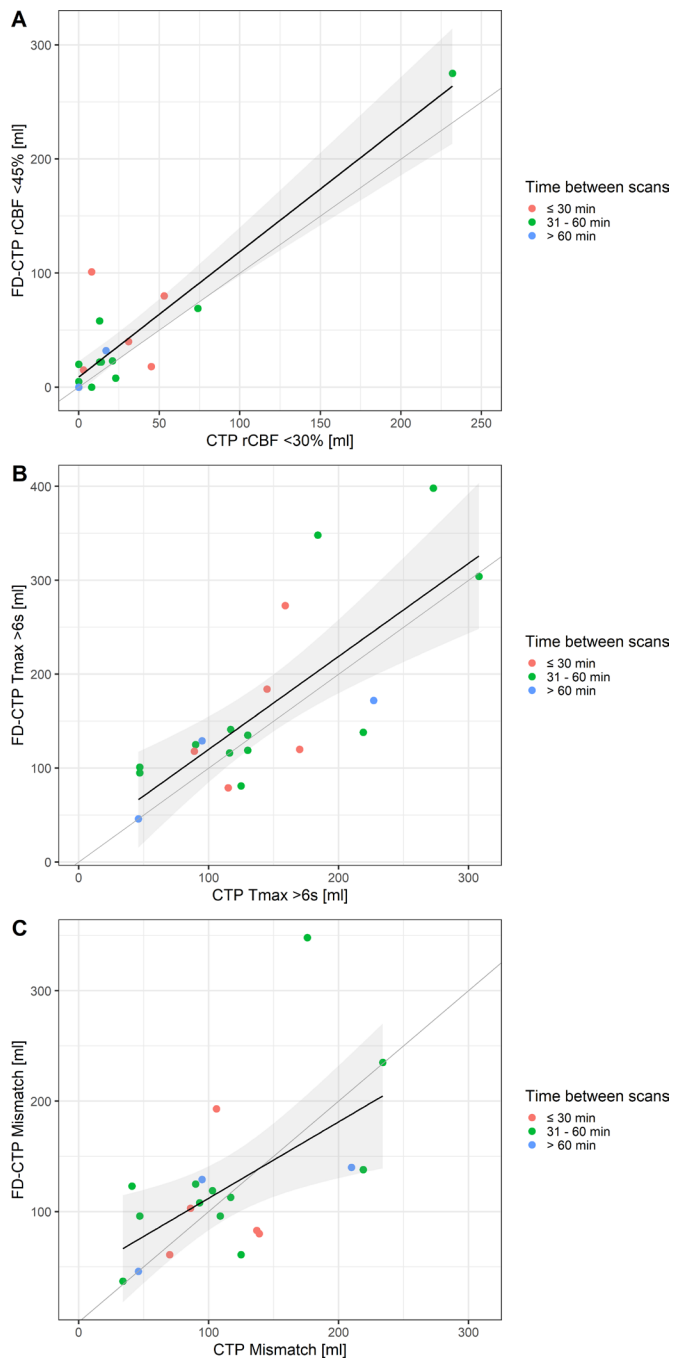 A
300
200
100
0
FD-CTP rCBF <45% [ml]
0 50 100 150 200 250
CTP rCBF <30% [ml]
Time between scans
≤ 30 min
31 - 60 min
> 60 min
B
400
300
200
100
0
FD-CTP Tmax >6s [ml]
0 100 200 300
CTP Tmax >6s [ml]
Time between scans
≤ 30 min
31 - 60 min
> 60 min
C
300
200
100
0
FD-CTP Mismatch [ml]
0 100 200 300
CTP Mismatch [ml]
Time between scans
≤ 30 min
31 - 60 min
> 60 min